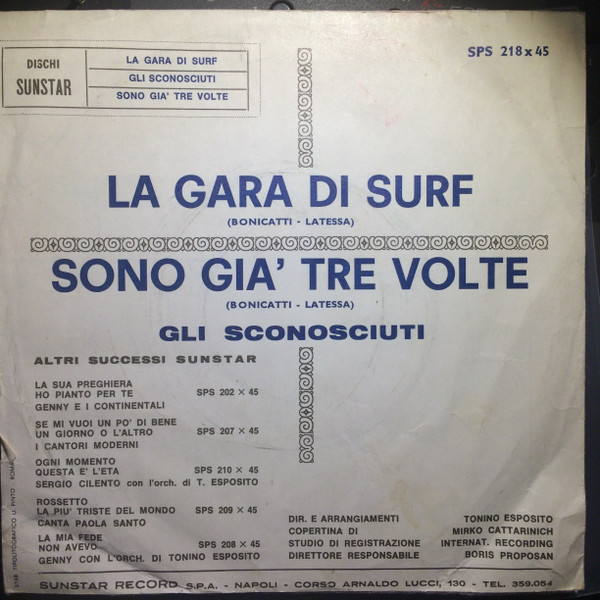 DISCHI
SUNSTAR
LA GARA DI SURF
GLI SCONOSCIUTI
SONO GIA' TRE VOLTE
SPS 218 x 45
LA GARA DI SURF
(BONICATTI - LATESSA)
SONO GIA' TRE VOLTE
(BONICATTI - LATESSA)
GLI SCONOSCIUTI
ALTRI SUCCESSI SUNSTAR
LA SUA PREGHIERA
HO PIANTO PER TE SPS 202 × 45
GENNY E I CONTINENTALI
SE MI VUOI UN PO' DI BENE
UN GIORNO O L'ALTRO SPS 207 × 45
I CANTORI MODERNI
OGNI MOMENTO
QUESTA E' L'ETA SPS 210 × 45
SERGIO CILENTO con l'orch. di T. ESPOSITO
ROSSETTO
LA PIU' TRISTE DEL MONDO SPS 209 × 45
CANTA PAOLA SANTO
LA MIA FEDE
NON AVEVO SPS 208 × 45
GENNY CON L'ORCH. DI TONINO ESPOSITO
DIR. E ARRANGIAMENTI TONINO ESPOSITO
COPERTINA DI MIRKO CATTARINICH
STUDIO DI REGISTRAZIONE INTERNAT. RECORDING
DIRETTORE RESPONSABILE BORIS PROPOSAN
SUNSTAR RECORD S.P.A. - NAPOLI - CORSO ARNALDO LUCCI, 130 - TEL. 359.054
TIPOLITOGRAFICO U. PINTO - ROMA